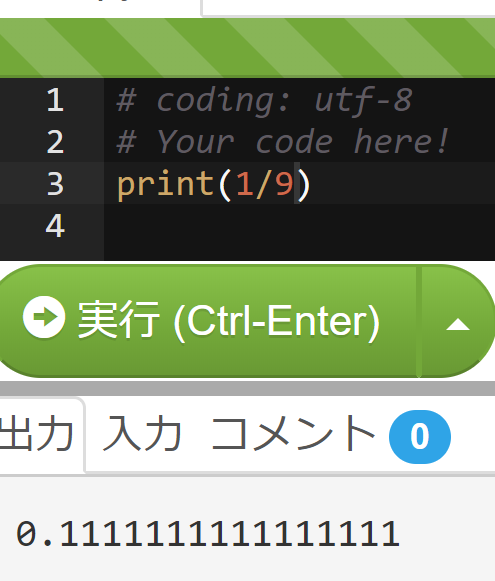 1 # coding: utf-8
2 # Your code here!
3 print(1/9)
4
実行 (Ctrl-Enter)
出力 入力 コメント 0
0.1111111111111111